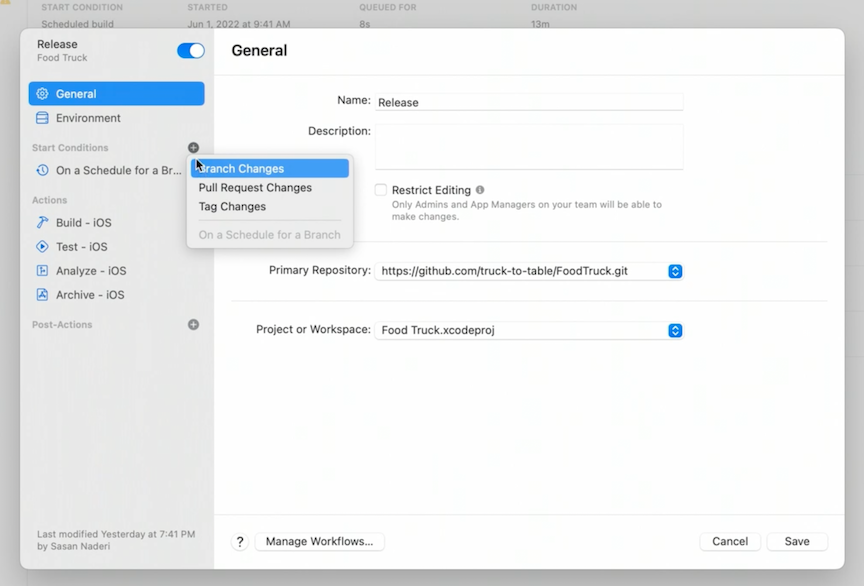 START CONDITION STARTED QUEUED FOR DURATION
Scheduled build Jun 1, 2022 at 9:41 AM 8s 13m
Release
Food Truck
General
Environment
Start Conditions
On a Schedule for a Br...
Actions
Build - iOS
Test - iOS
Analyze - iOS
Archive - iOS
Post-Actions
Last modified Yesterday at 7:41 PM
by Sasan Naderi
Branch Changes
Pull Request Changes
Tag Changes
On a Schedule for a Branch
General
Name: Release
Description:
Restrict Editing
Only Admins and App Managers on your team will be able to
make changes.
Primary Repository: https://github.com/truck-to-table/FoodTruck.git
Project or Workspace: Food Truck.xcodeproj
? Manage Workflows... Cancel Save